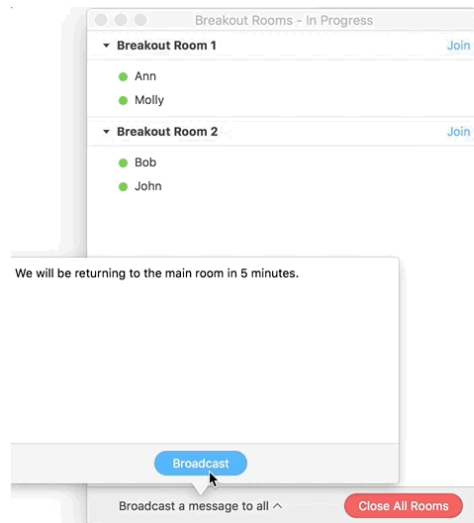 Breakout Rooms - In Progress
Breakout Room 1 Join
Ann
Molly
Breakout Room 2 Join
Bob
John
We will be returning to the main room in 5 minutes.
Broadcast
Broadcast a message to all
Close All Rooms